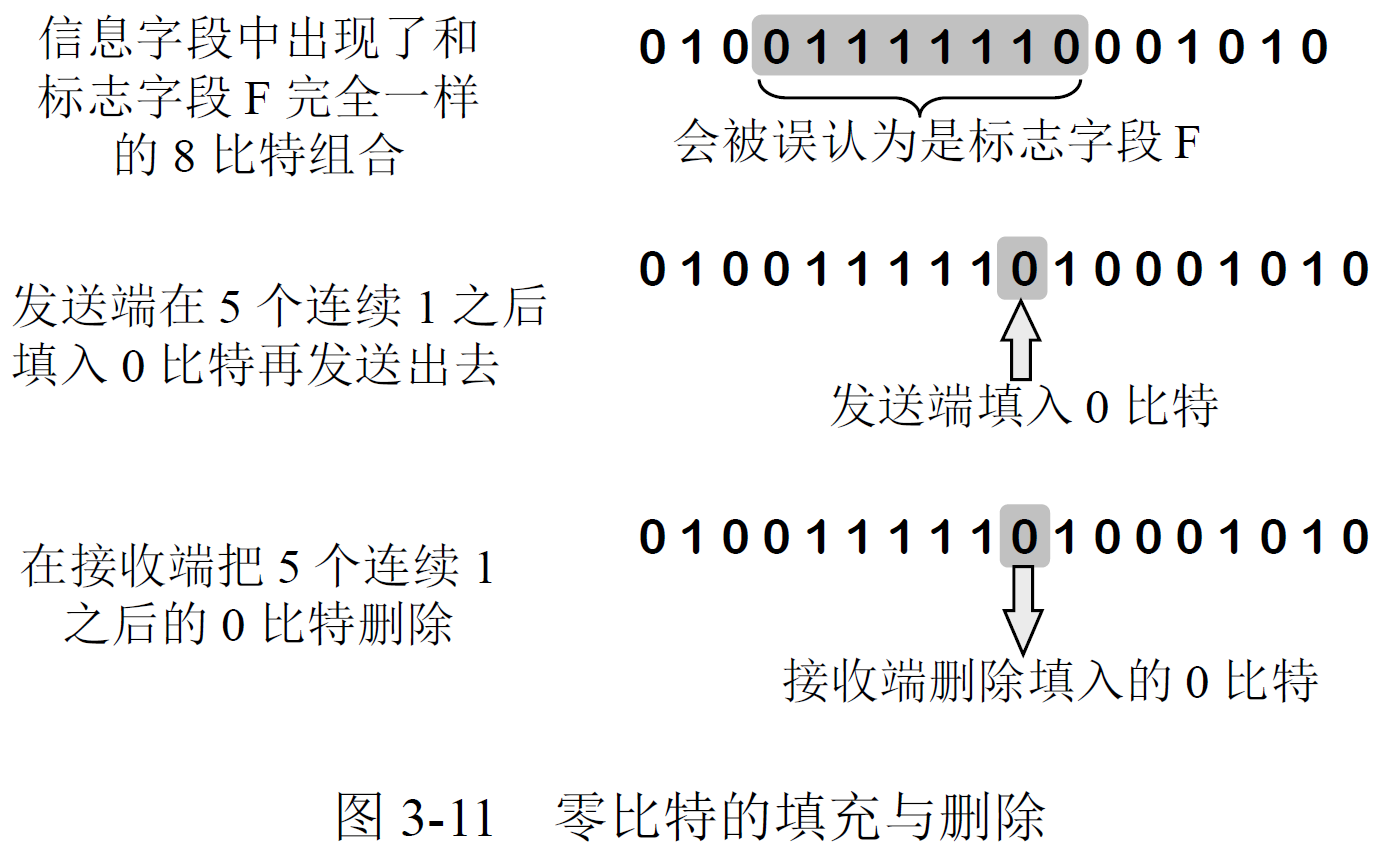 信息字段中出现了和
标志字段 F 完全一样
的 8 比特组合
0 1 0 0 1 1 1 1 1 1 0 0 0 1 0 1 0
会被误认为是标志字段 F
发送端在 5 个连续 1 之后
填入 0 比特再发送出去
0 1 0 0 1 1 1 1 1 0 1 0 0 0 1 0 1 0
发送端填入 0 比特
在接收端把 5 个连续 1
之后的 0 比特删除
0 1 0 0 1 1 1 1 1 0 1 0 0 0 1 0 1 0
接收端删除填入的 0 比特
图 3-11 零比特的填充与删除